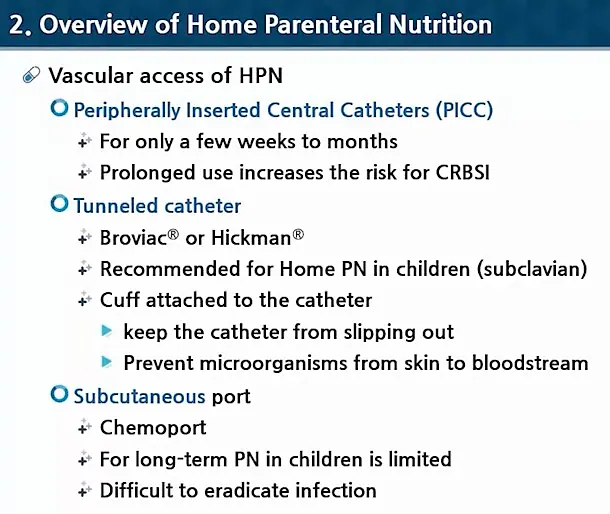 2. Overview of Home Parenteral Nutrition
Vascular access of HPN
Peripherally Inserted Central Catheters (PICC)
For only a few weeks to months
Prolonged use increases the risk for CRBSI
Tunneled catheter
Broviac® or Hickman®
Recommended for Home PN in children (subclavian)
Cuff attached to the catheter
keep the catheter from slipping out
Prevent microorganisms from skin to bloodstream
Subcutaneous port
Chemoport
For long-term PN in children is limited
Difficult to eradicate infection